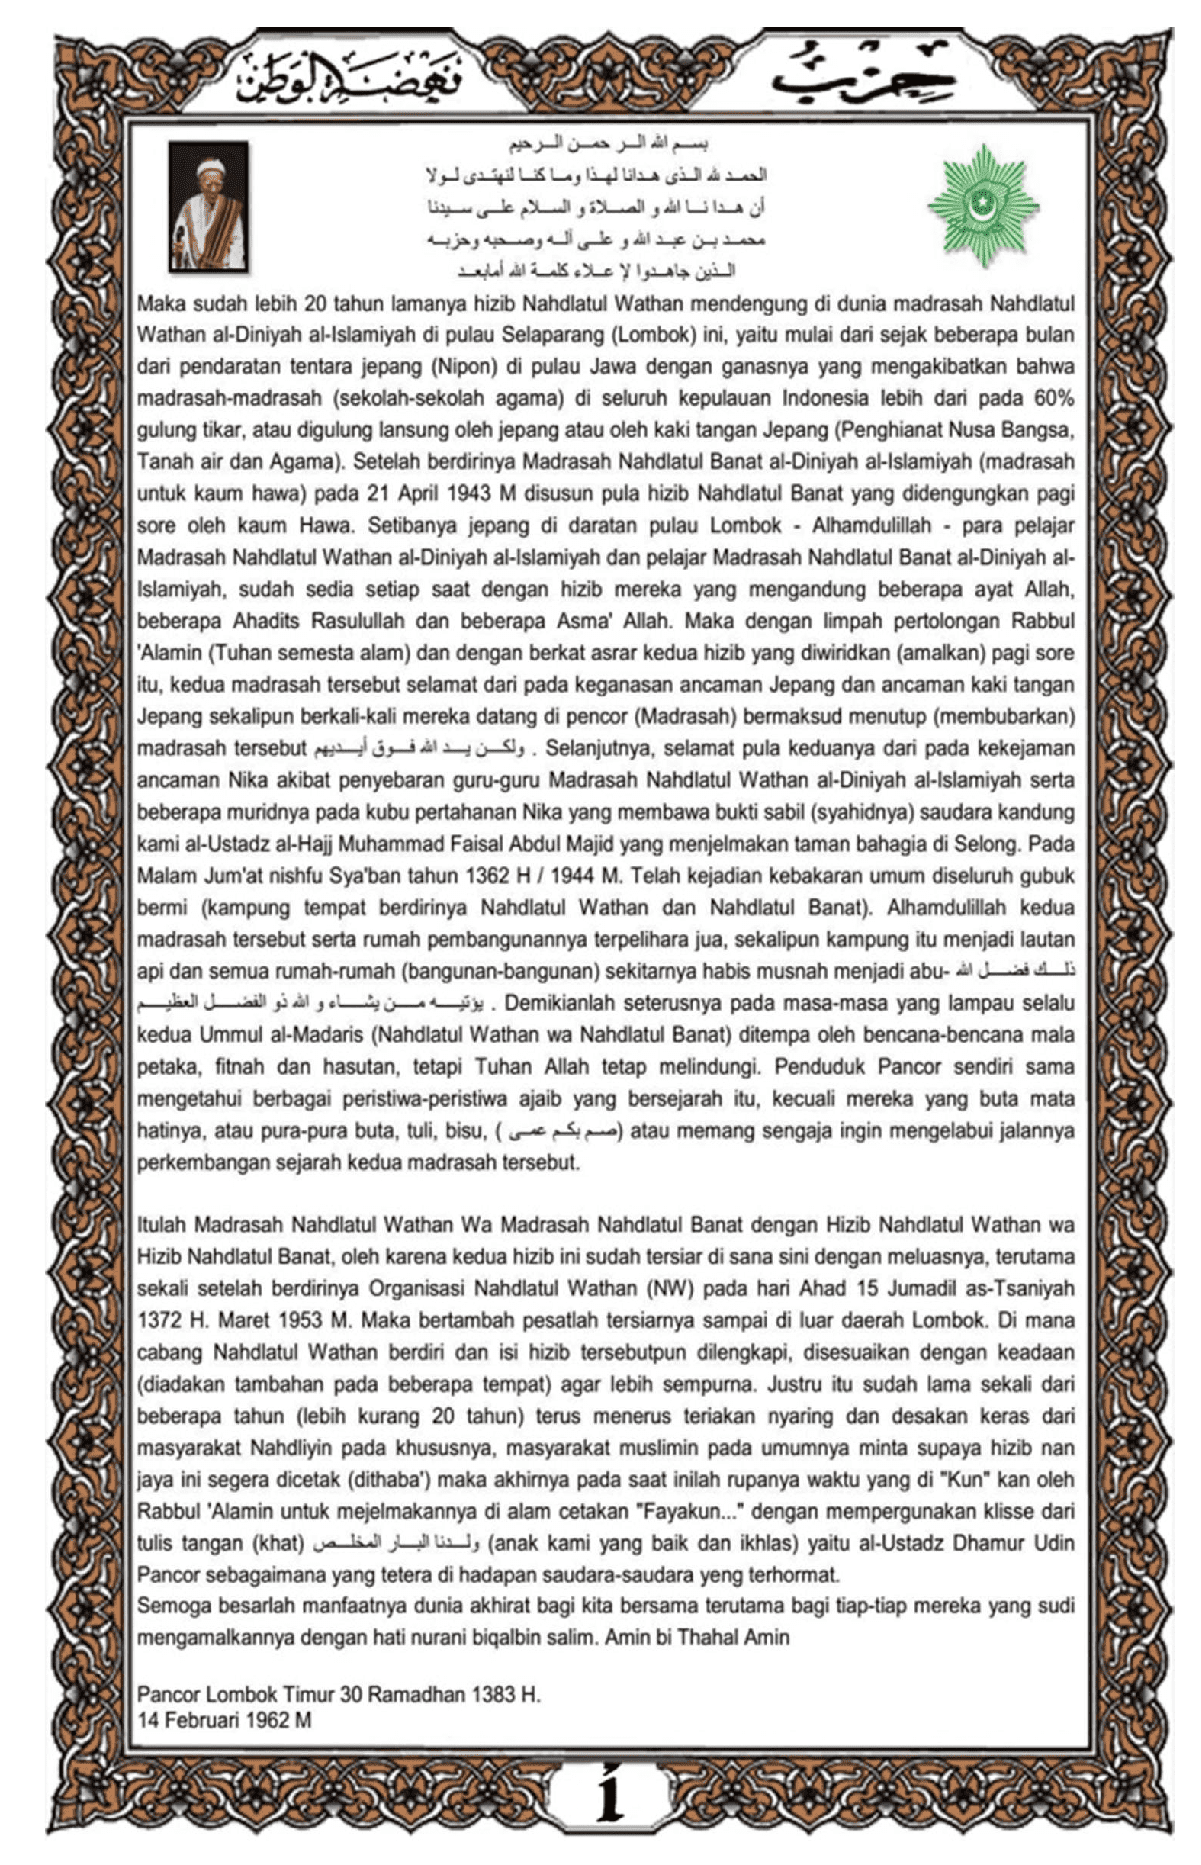 حِزْبُ
نَهْضَةِ الْوَطَنِ
بسم الله الر حمن الرحيم
الحمد لله الذى هدانا لهذا وما كنا لنهتدى لولا
أن هدا نا الله و الصلاة و السلام على سيدنا
محمد بن عبد الله و على أله وصحبه وحزبه
الذين جاهدوا لا علاء كلمة الله أمابعد
Maka sudah lebih 20 tahun lamanya hizib Nahdlatul Wathan mendengung di dunia madrasah Nahdlatul
Wathan al-Diniyah al-Islamiyah di pulau Selaparang (Lombok) ini, yaitu mulai dari sejak beberapa bulan
dari pendaratan tentara jepang (Nipon) di pulau Jawa dengan ganasnya yang mengakibatkan bahwa
madrasah-madrasah (sekolah-sekolah agama) di seluruh kepulauan Indonesia lebih dari pada 60%
gulung tikar, atau digulung lansung oleh jepang atau oleh kaki tangan Jepang (Penghianat Nusa Bangsa,
Tanah air dan Agama). Setelah berdirinya Madrasah Nahdlatul Banat al-Diniyah al-Islamiyah (madrasah
untuk kaum hawa) pada 21 April 1943 M disusun pula hizib Nahdlatul Banat yang didengungkan pagi
sore oleh kaum Hawa. Setibanya jepang di daratan pulau Lombok - Alhamdulillah - para pelajar
Madrasah Nahdlatul Wathan al-Diniyah al-Islamiyah dan pelajar Madrasah Nahdlatul Banat al-Diniyah al-
Islamiyah, sudah sedia setiap saat dengan hizib mereka yang mengandung beberapa ayat Allah,
beberapa Ahadits Rasulullah dan beberapa Asma' Allah. Maka dengan limpah pertolongan Rabbul
'Alamin (Tuhan semesta alam) dan dengan berkat asrar kedua hizib yang diwiridkan (amalkan) pagi sore
itu, kedua madrasah tersebut selamat dari pada keganasan ancaman Jepang dan ancaman kaki tangan
Jepang sekalipun berkali-kali mereka datang di pencor (Madrasah) bermaksud menutup (membubarkan)
madrasah tersebut ولكن يد الله فوق أيديهم . Selanjutnya, selamat pula keduanya dari pada kekejaman
ancaman Nika akibat penyebaran guru-guru Madrasah Nahdlatul Wathan al-Diniyah al-Islamiyah serta
beberapa muridnya pada kubu pertahanan Nika yang membawa bukti sabil (syahidnya) saudara kandung
kami al-Ustadz al-Hajj Muhammad Faisal Abdul Majid yang menjelmakan taman bahagia di Selong. Pada
Malam Jum'at nishfu Sya'ban tahun 1362 H / 1944 M. Telah kejadian kebakaran umum diseluruh gubuk
bermi (kampung tempat berdirinya Nahdlatul Wathan dan Nahdlatul Banat). Alhamdulillah kedua
madrasah tersebut serta rumah pembangunannya terpelihara jua, sekalipun kampung itu menjadi lautan
api dan semua rumah-rumah (bangunan-bangunan) sekitarnya habis musnah menjadi abu- ذلك فضل الله
يؤتيه من يشاء و الله ذو الفضل العظيم . Demikianlah seterusnya pada masa-masa yang lampau selalu
kedua Ummul al-Madaris (Nahdlatul Wathan wa Nahdlatul Banat) ditempa oleh bencana-bencana mala
petaka, fitnah dan hasutan, tetapi Tuhan Allah tetap melindungi. Penduduk Pancor sendiri sama
mengetahui berbagai peristiwa-peristiwa ajaib yang bersejarah itu, kecuali mereka yang buta mata
hatinya, atau pura-pura buta, tuli, bisu, ( صم بكم عمى) atau memang sengaja ingin mengelabui jalannya
perkembangan sejarah kedua madrasah tersebut.
Itulah Madrasah Nahdlatul Wathan Wa Madrasah Nahdlatul Banat dengan Hizib Nahdlatul Wathan wa
Hizib Nahdlatul Banat, oleh karena kedua hizib ini sudah tersiar di sana sini dengan meluasnya, terutama
sekali setelah berdirinya Organisasi Nahdlatul Wathan (NW) pada hari Ahad 15 Jumadil as-Tsaniyah
1372 H. Maret 1953 M. Maka bertambah pesatlah tersiarnya sampai di luar daerah Lombok. Di mana
cabang Nahdlatul Wathan berdiri dan isi hizib tersebutpun dilengkapi, disesuaikan dengan keadaan
(diadakan tambahan pada beberapa tempat) agar lebih sempurna. Justru itu sudah lama sekali dari
beberapa tahun (lebih kurang 20 tahun) terus menerus teriakan nyaring dan desakan keras dari
masyarakat Nahdliyin pada khususnya, masyarakat muslimin pada umumnya minta supaya hizib nan
jaya ini segera dicetak (dithaba') maka akhirnya pada saat inilah rupanya waktu yang di "Kun" kan oleh
Rabbul 'Alamin untuk mejelmakannya di alam cetakan "Fayakun..." dengan mempergunakan klisse dari
tulis tangan (khat) ولدنا البار المخلص (anak kami yang baik dan ikhlas) yaitu al-Ustadz Dhamur Udin
Pancor sebagaimana yang tetera di hadapan saudara-saudara yeng terhormat.
Semoga besarlah manfaatnya dunia akhirat bagi kita bersama terutama bagi tiap-tiap mereka yang sudi
mengamalkannya dengan hati nurani biqalbin salim. Amin bi Thahal Amin
Pancor Lombok Timur 30 Ramadhan 1383 H.
14 Februari 1962 M
أ